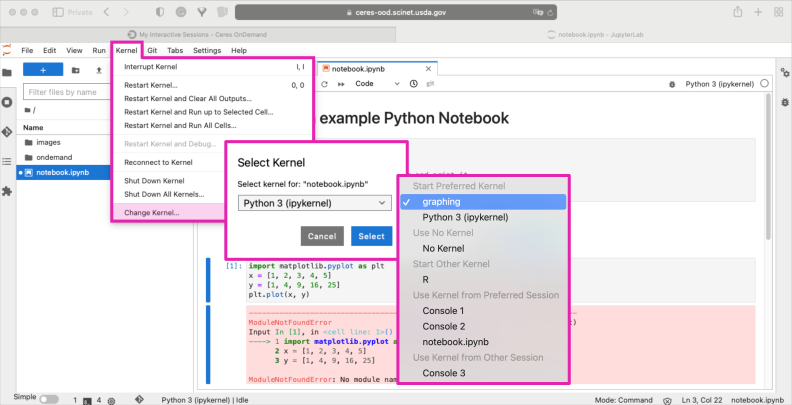 Private
ceres-ood.scinet.usda.gov
My Interactive Sessions - Ceres OnDemand
notebook.ipynb - JupyterLab
File Edit View Run Kernel Git Tabs Settings Help
Filter files by name
/
Name
images
ondemand
notebook.ipynb
Interrupt Kernel I, I
Restart Kernel... 0, 0
Restart Kernel and Clear All Outputs...
Restart Kernel and Run up to Selected Cell...
Restart Kernel and Run All Cells...
Restart Kernel and Debug...
Reconnect to Kernel
Shut Down Kernel
Shut Down All Kernels...
Change Kernel...
notebook.ipynb
Code
Python 3 (ipykernel)
example Python Notebook
Select Kernel
Select kernel for: "notebook.ipynb"
Python 3 (ipykernel)
Cancel Select
Start Preferred Kernel
graphing
Python 3 (ipykernel)
Use No Kernel
No Kernel
Start Other Kernel
R
Use Kernel from Preferred Session
Console 1
Console 2
notebook.ipynb
Use Kernel from Other Session
Console 3
[1]: import matplotlib.pyplot as plt
x = [1, 2, 3, 4, 5]
y = [1, 4, 9, 16, 25]
plt.plot(x, y)
ModuleNotFoundError
Input In [1], in <cell line: 1>()
----> 1 import matplotlib.pyplot a
2 x = [1, 2, 3, 4, 5]
3 y = [1, 4, 9, 16, 25]
ModuleNotFoundError: No module nam
Simple 1 4 Python 3 (ipykernel) | Idle
Mode: Command Ln 3, Col 22 notebook.ipynb